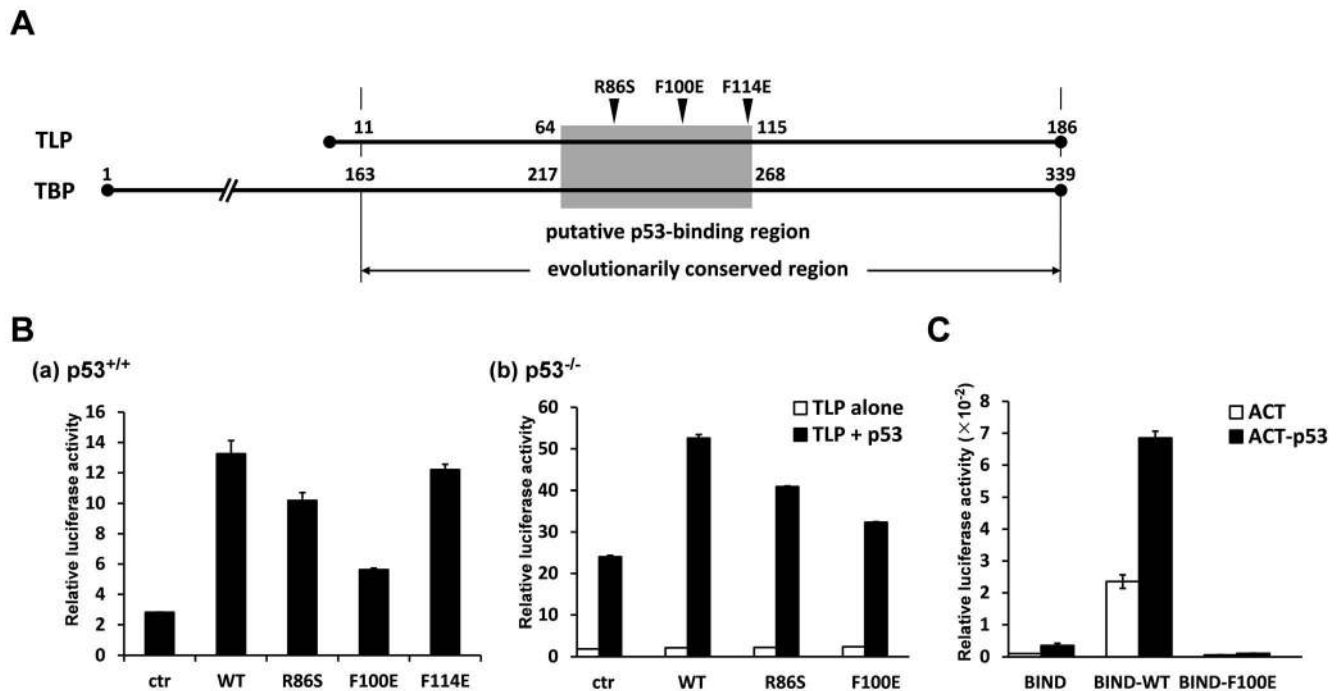 A
R86S F100E F114E
11 64 115 186
TLP
1 163 217 268 339
TBP
putative p53-binding region
evolutionarily conserved region
B
(a) p53+/+
Relative luciferase activity
16
14
12
10
8
6
4
2
0
ctr WT R86S F100E F114E
(b) p53-/-
Relative luciferase activity
60
50
40
30
20
10
0
TLP alone
TLP + p53
ctr WT R86S F100E
C
Relative luciferase activity (×10-2)
8
7
6
5
4
3
2
1
0
ACT
ACT-p53
BIND BIND-WT BIND-F100E